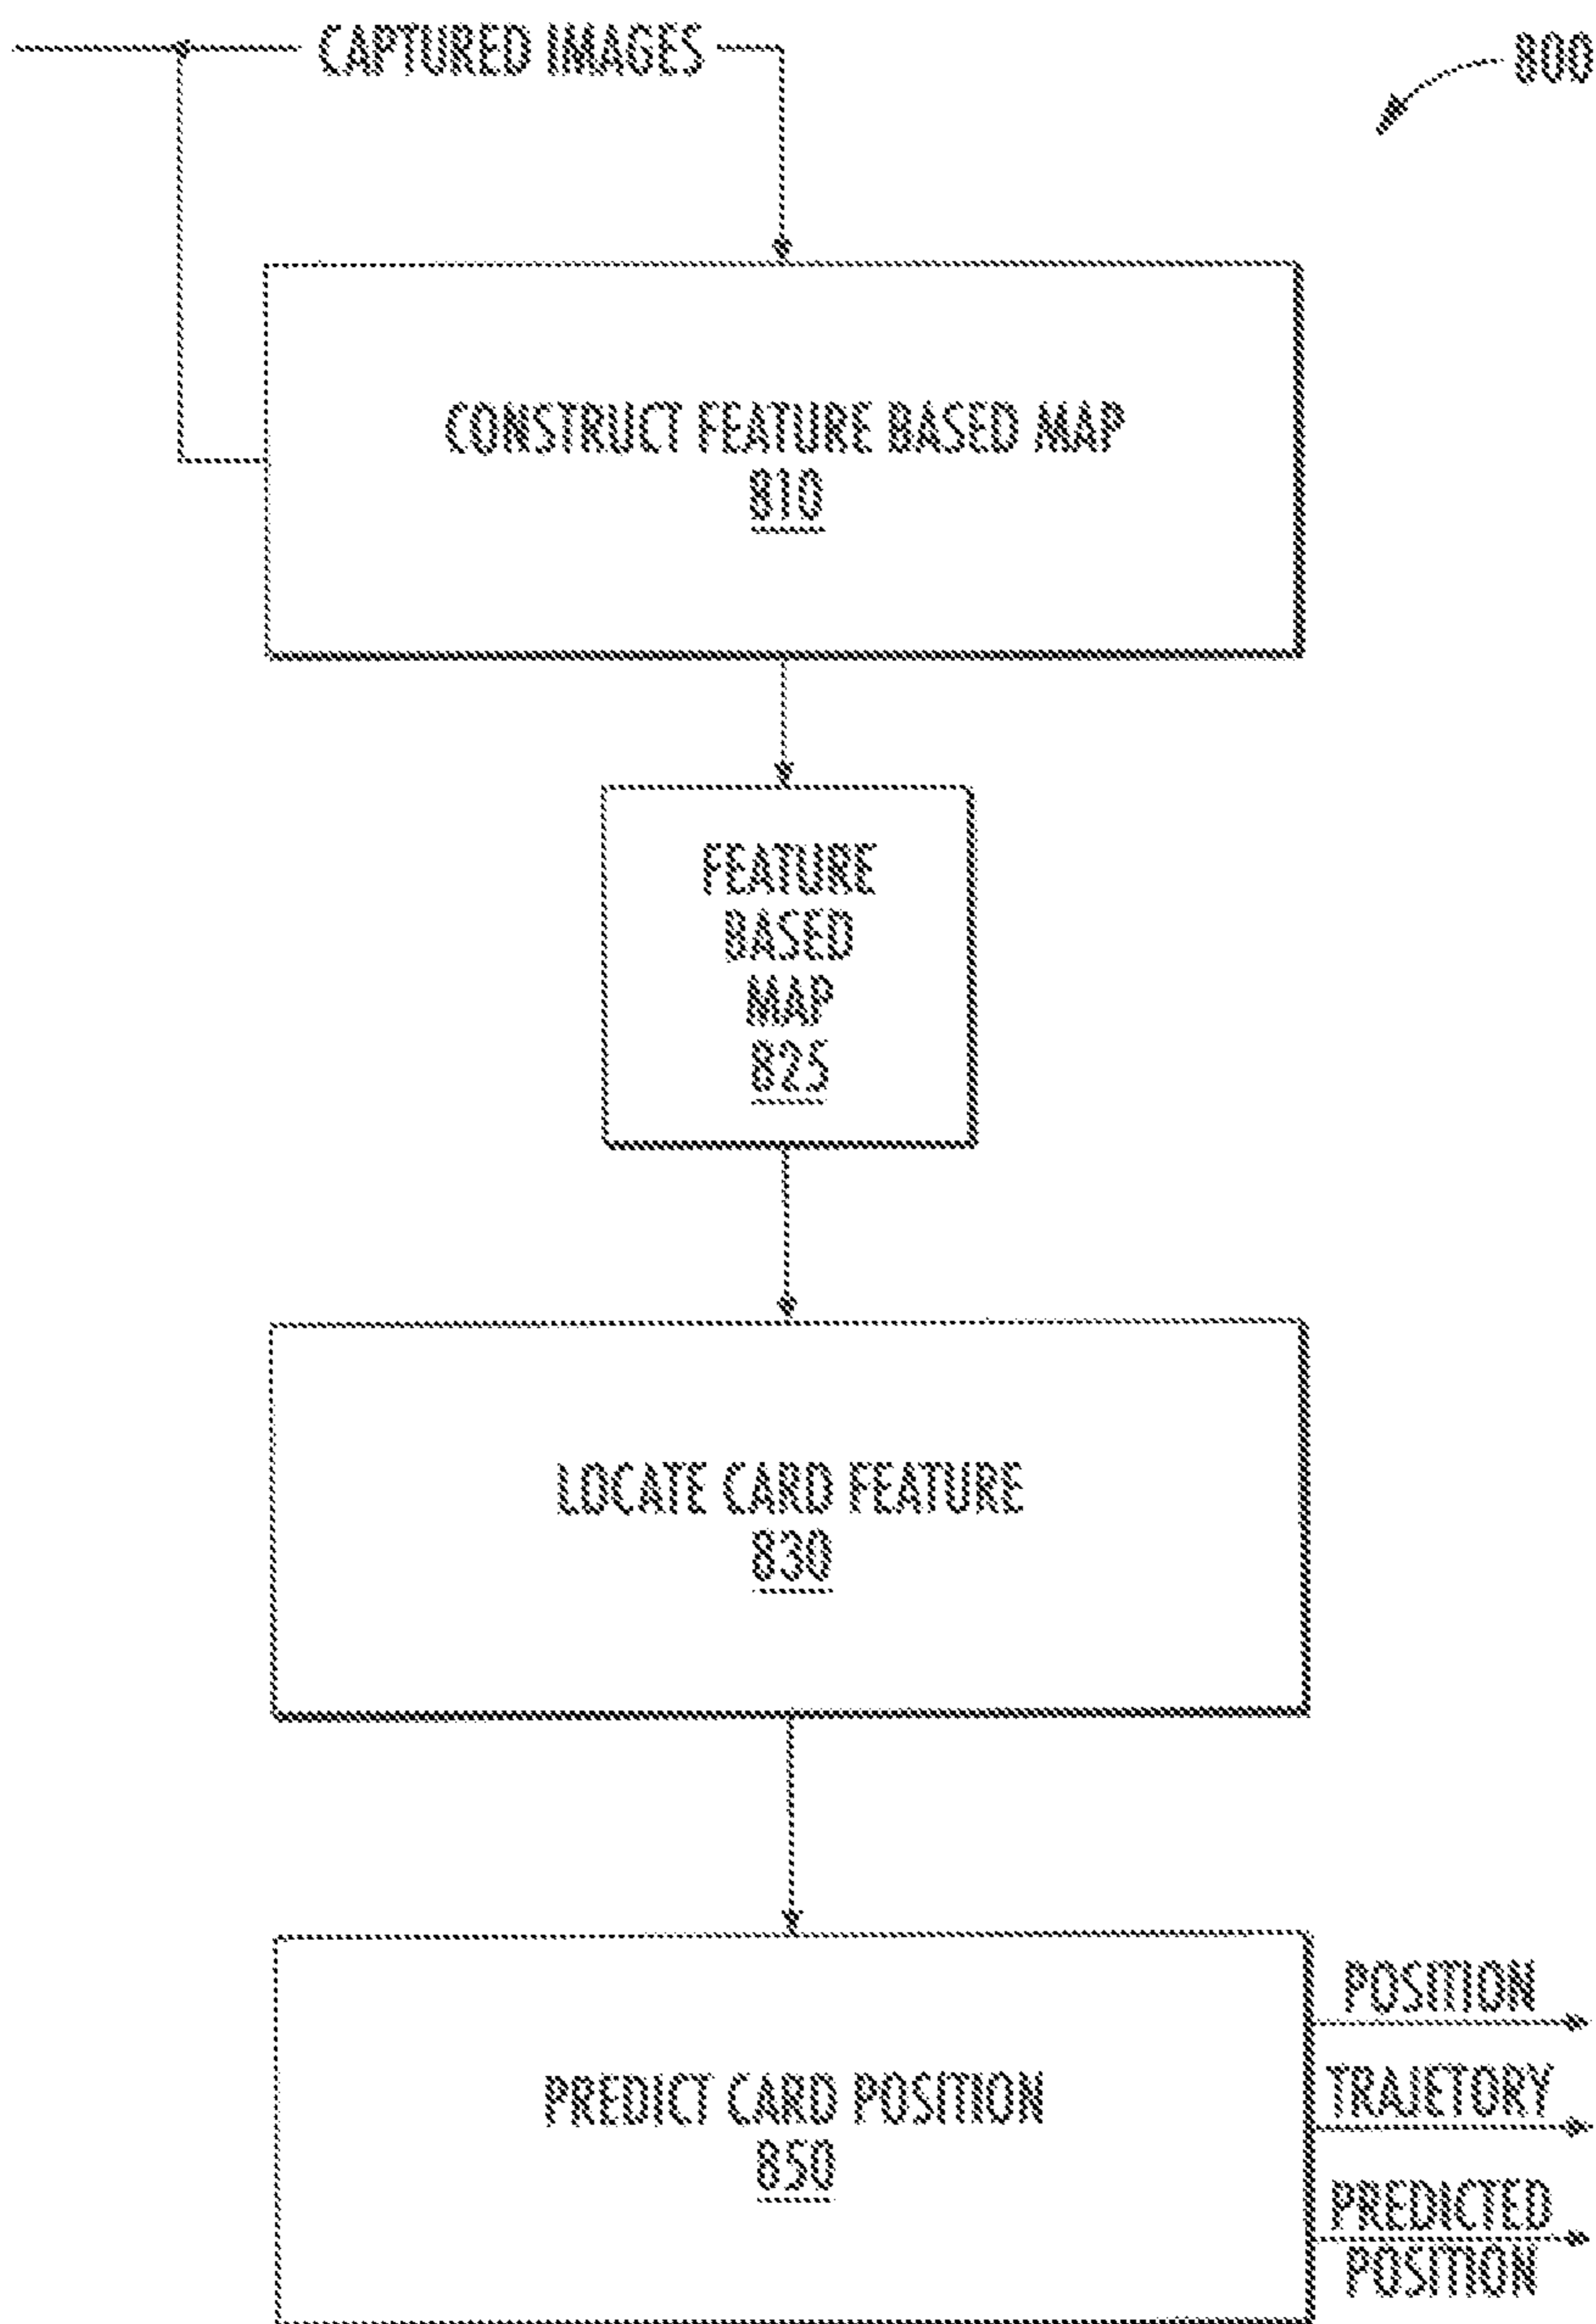 CAPTURED IMAGES
800
CONSTRUCT FEATURE BASED MAP
810
FEATURE
BASED
MAP
825
LOCATE CARD FEATURE
830
PREDICT CARD POSITION
850
POSITION
TRAJETORY
PREDICTED
POSITION